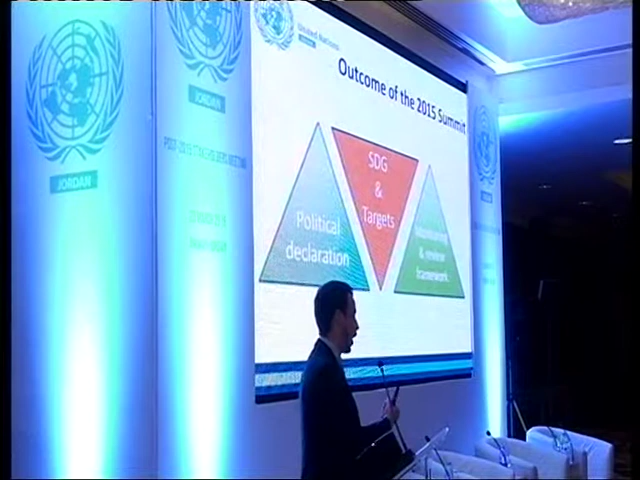 JORDAN
JORDAN
United Nations
Outcome of the 2015 Summit
SDG
&
Targets
Political
declaration
Monitoring
& review
framework